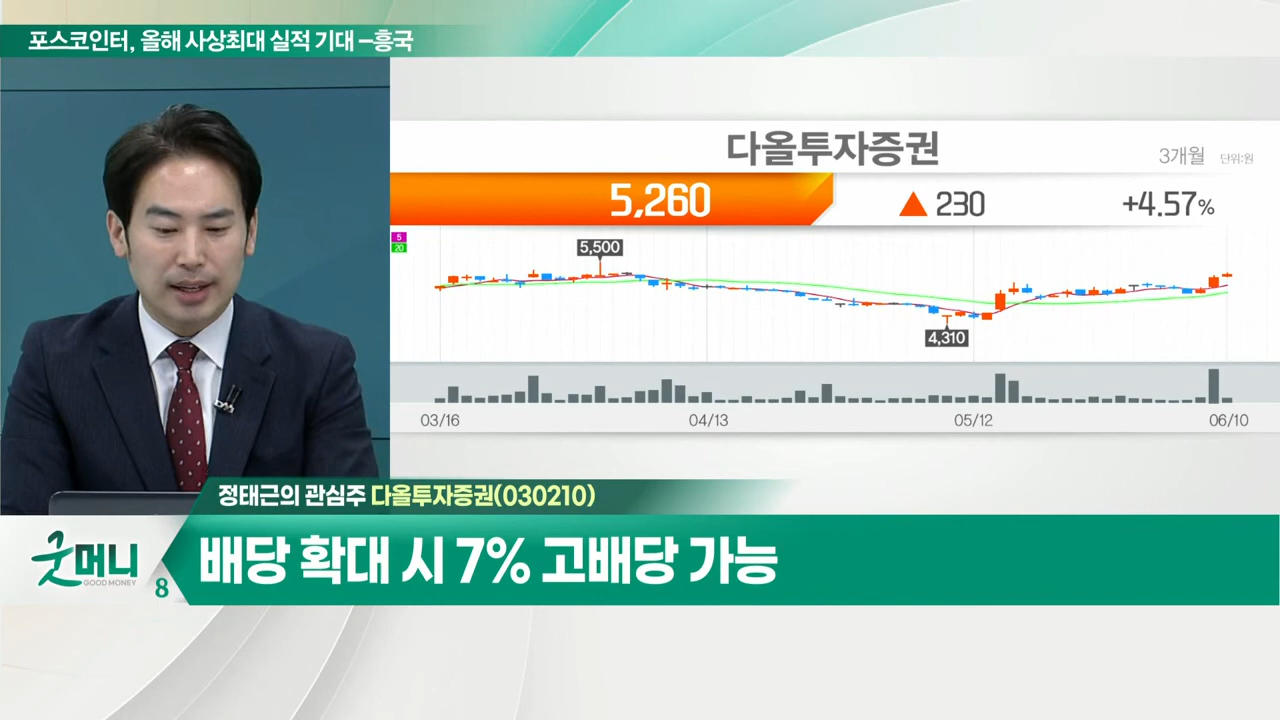 포스코인터, 올해 사상최대 실적 기대 –흥국
다올투자증권
3개월 단위:원
5,260 ▲ 230 +4.57%
5
20
5,500
4,310
03/16 04/13 05/12 06/10
정태근의 관심주 다올투자증권(030210)
배당 확대 시 7% 고배당 가능
굿머니
GOOD MONEY
8